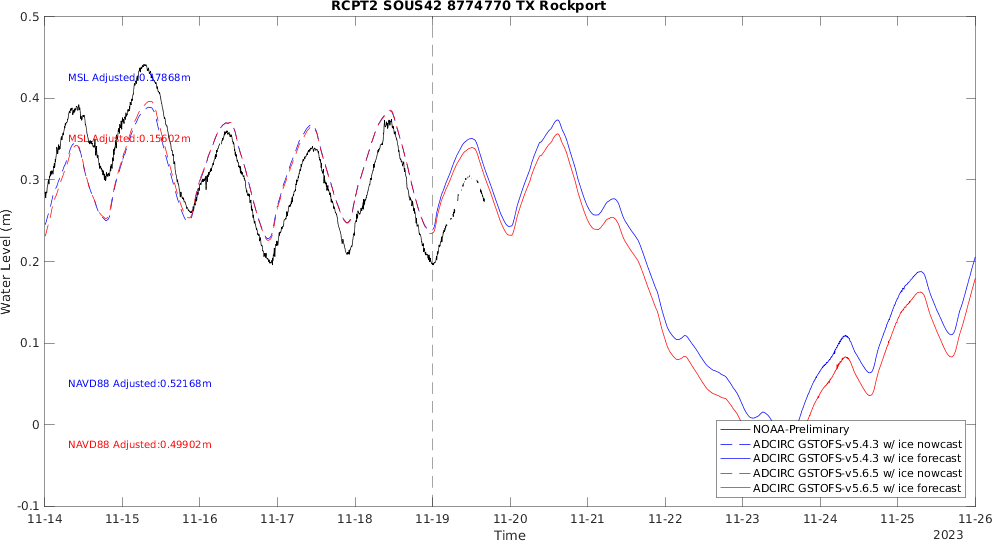 RCPT2 SOUS42 8774770 TX Rockport
Water Level (m)
0.5
0.4
0.3
0.2
0.1
0
-0.1
MSL Adjusted:0.17868m
MSL Adjusted:0.15602m
NAVD88 Adjusted:0.52168m
NAVD88 Adjusted:0.49902m
NOAA-Preliminary
ADCIRC GSTOFS-v5.4.3 w/ ice nowcast
ADCIRC GSTOFS-v5.4.3 w/ ice forecast
ADCIRC GSTOFS-v5.6.5 w/ ice nowcast
ADCIRC GSTOFS-v5.6.5 w/ ice forecast
11-14 11-15 11-16 11-17 11-18 11-19 11-20 11-21 11-22 11-23 11-24 11-25 11-26
Time
2023